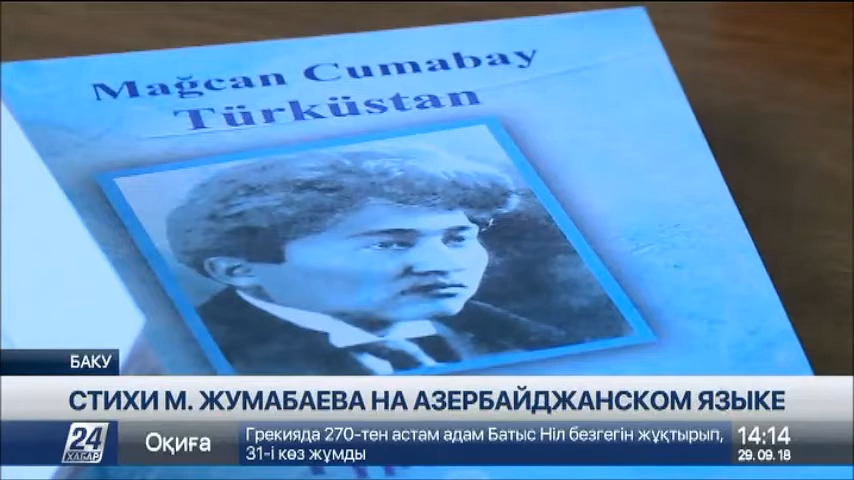 Mağcan Cumabay
Türküstan
БАКУ
СТИХИ М. ЖУМАБАЕВА НА АЗЕРБАЙДЖАНСКОМ ЯЗЫКЕ
24
ХАБАР
Оқиға
Грекияда 270-тен астам адам Батыс Ніл безгегін жұқтырып,
31-і көз жұмды
14:14
29.09.18